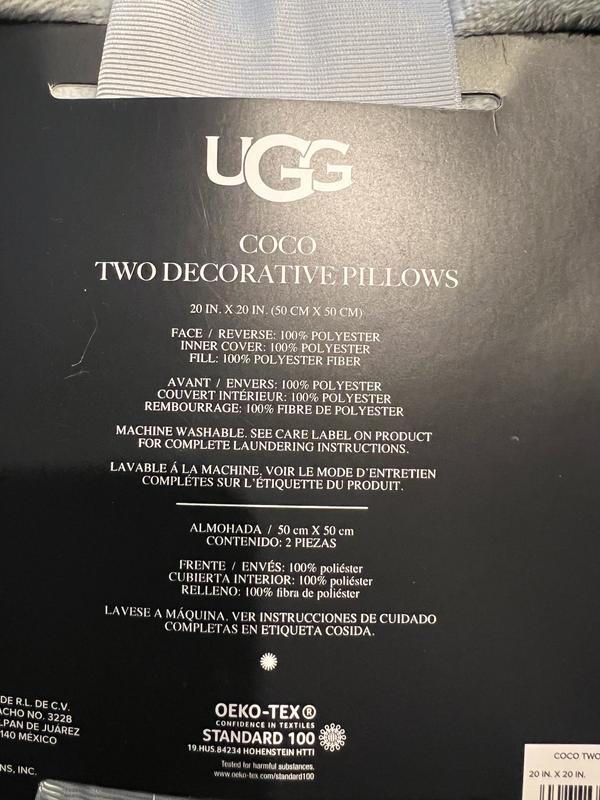 UGG
COCO
TWO DECORATIVE PILLOWS
20 IN. X 20 IN. (50 CM X 50 CM)
FACE / REVERSE: 100% POLYESTER
INNER COVER: 100% POLYESTER
FILL: 100% POLYESTER FIBER
AVANT / ENVERS: 100% POLYESTER
COUVERT INTÉRIEUR: 100% POLYESTER
REMBOURRAGE: 100% FIBRE DE POLYESTER
MACHINE WASHABLE. SEE CARE LABEL ON PRODUCT
FOR COMPLETE LAUNDERING INSTRUCTIONS.
LAVABLE Á LA MACHINE. VOIR LE MODE D'ENTRETIEN
COMPLÉTES SUR L'ÉTIQUETTE DU PRODUIT.
ALMOHADA / 50 cm X 50 cm
CONTENIDO: 2 PIEZAS
FRENTE / ENVÉS: 100% poliéster
CUBIERTA INTERIOR: 100% poliéster
RELLENO: 100% fibra de poliéster
LAVESE A MÁQUINA. VER INSTRUCCIONES DE CUIDADO
COMPLETAS EN ETIQUETA COSIDA.
DE R.L. DE C.V.
ACHO NO. 3228
LPAN DE JUÁREZ
140 MÉXICO
NS, INC.
OEKO-TEX®
CONFIDENCE IN TEXTILES
STANDARD 100
19.HUS.84234 HOHENSTEIN HTTI
Tested for harmful substances.
www.oeko-tex.com/standard100
COCO TWO
20 IN. X 20 IN.